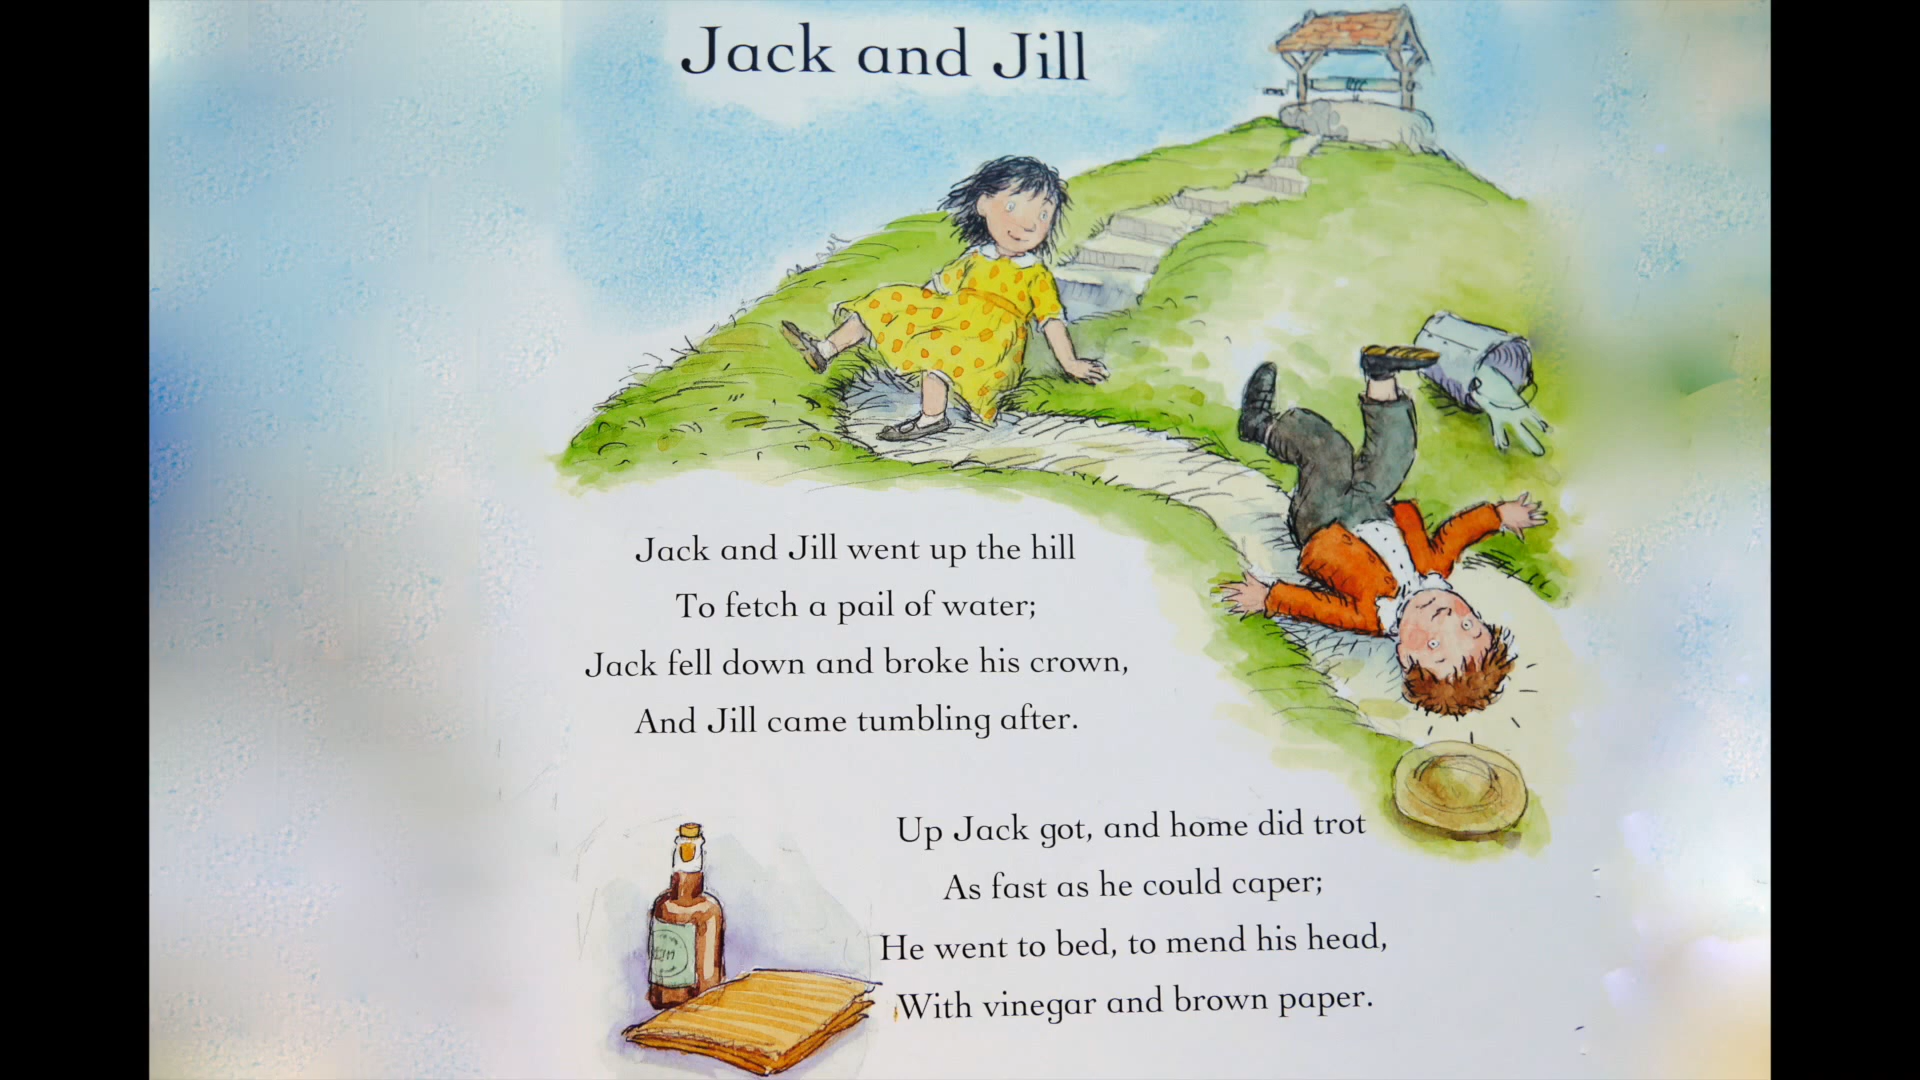 Jack and Jill
Jack and Jill went up the hill
To fetch a pail of water;
Jack fell down and broke his crown,
And Jill came tumbling after.
Up Jack got, and home did trot
As fast as he could caper;
He went to bed, to mend his head,
With vinegar and brown paper.